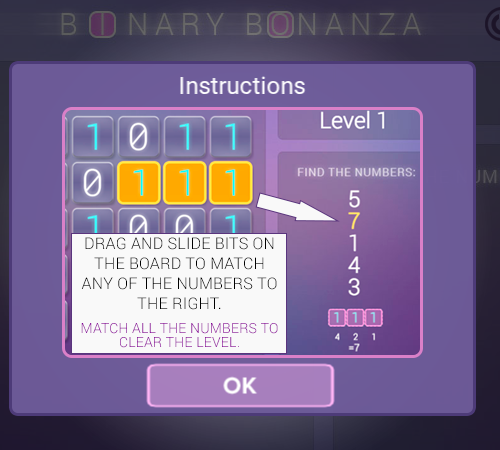 BINARY BONANZA
Instructions
1 0 1 1
0 1 1 1
1 0 0 1
Level 1
FIND THE NUMBERS:
5
7
1
4
3
1 1 1
4 2 1
=7
DRAG AND SLIDE BITS ON
THE BOARD TO MATCH
ANY OF THE NUMBERS TO
THE RIGHT.
MATCH ALL THE NUMBERS TO
CLEAR THE LEVEL.
OK